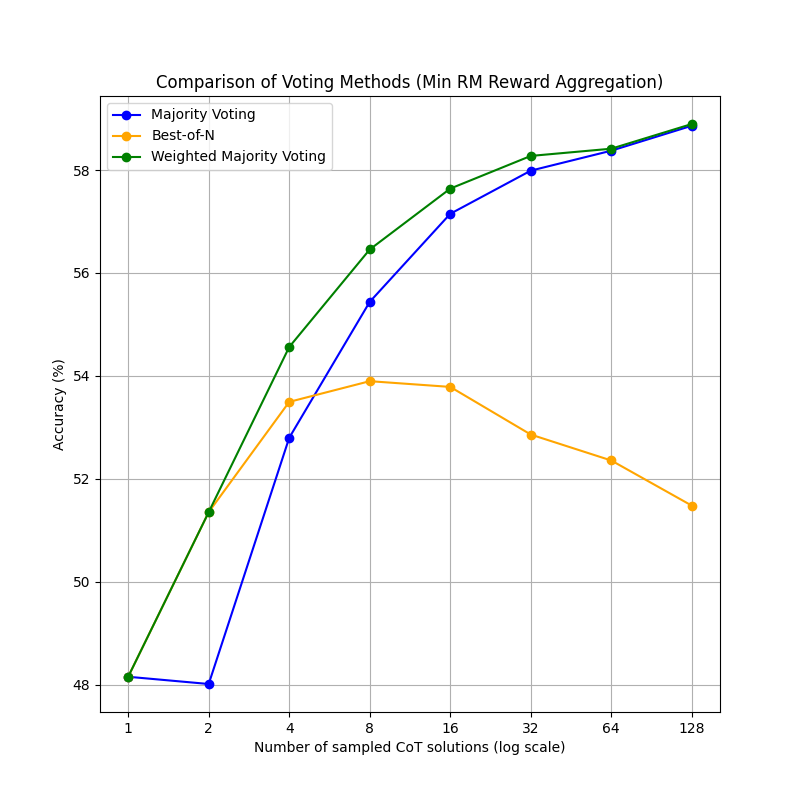 Comparison of Voting Methods (Min RM Reward Aggregation)
Majority Voting
Best-of-N
Weighted Majority Voting
Accuracy (%)
58
56
54
52
50
48
1 2 4 8 16 32 64 128
Number of sampled CoT solutions (log scale)